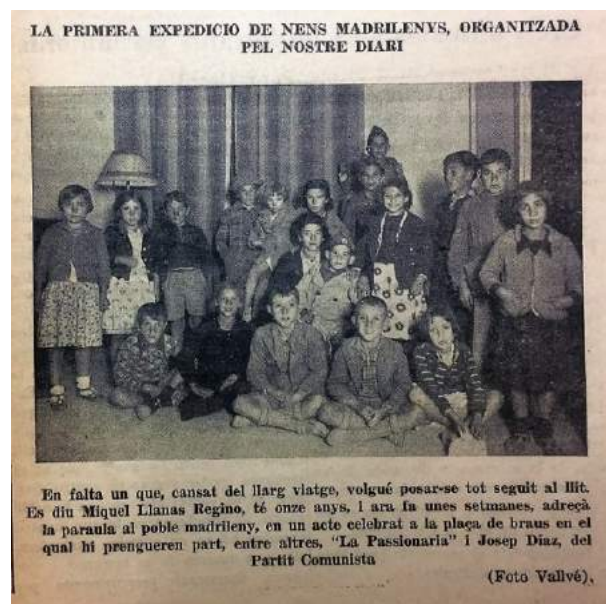 LA PRIMERA EXPEDICIO DE NENS MADRILENYS, ORGANITZADA
PEL NOSTRE DIARI
En falta un que, cansat del llarg viatge, volgué posar-se tot seguit al llit.
Es diu Miquel Llanas Regino, té onze anys, i ara fa unes setmanes, adreçà
la paraula al poble madrileny, en un acte celebrat a la plaça de braus en el
qual hi prengueren part, entre altres, "La Passionaria" i Josep Díaz, del
Partit Comunista
(Foto Vallvé).